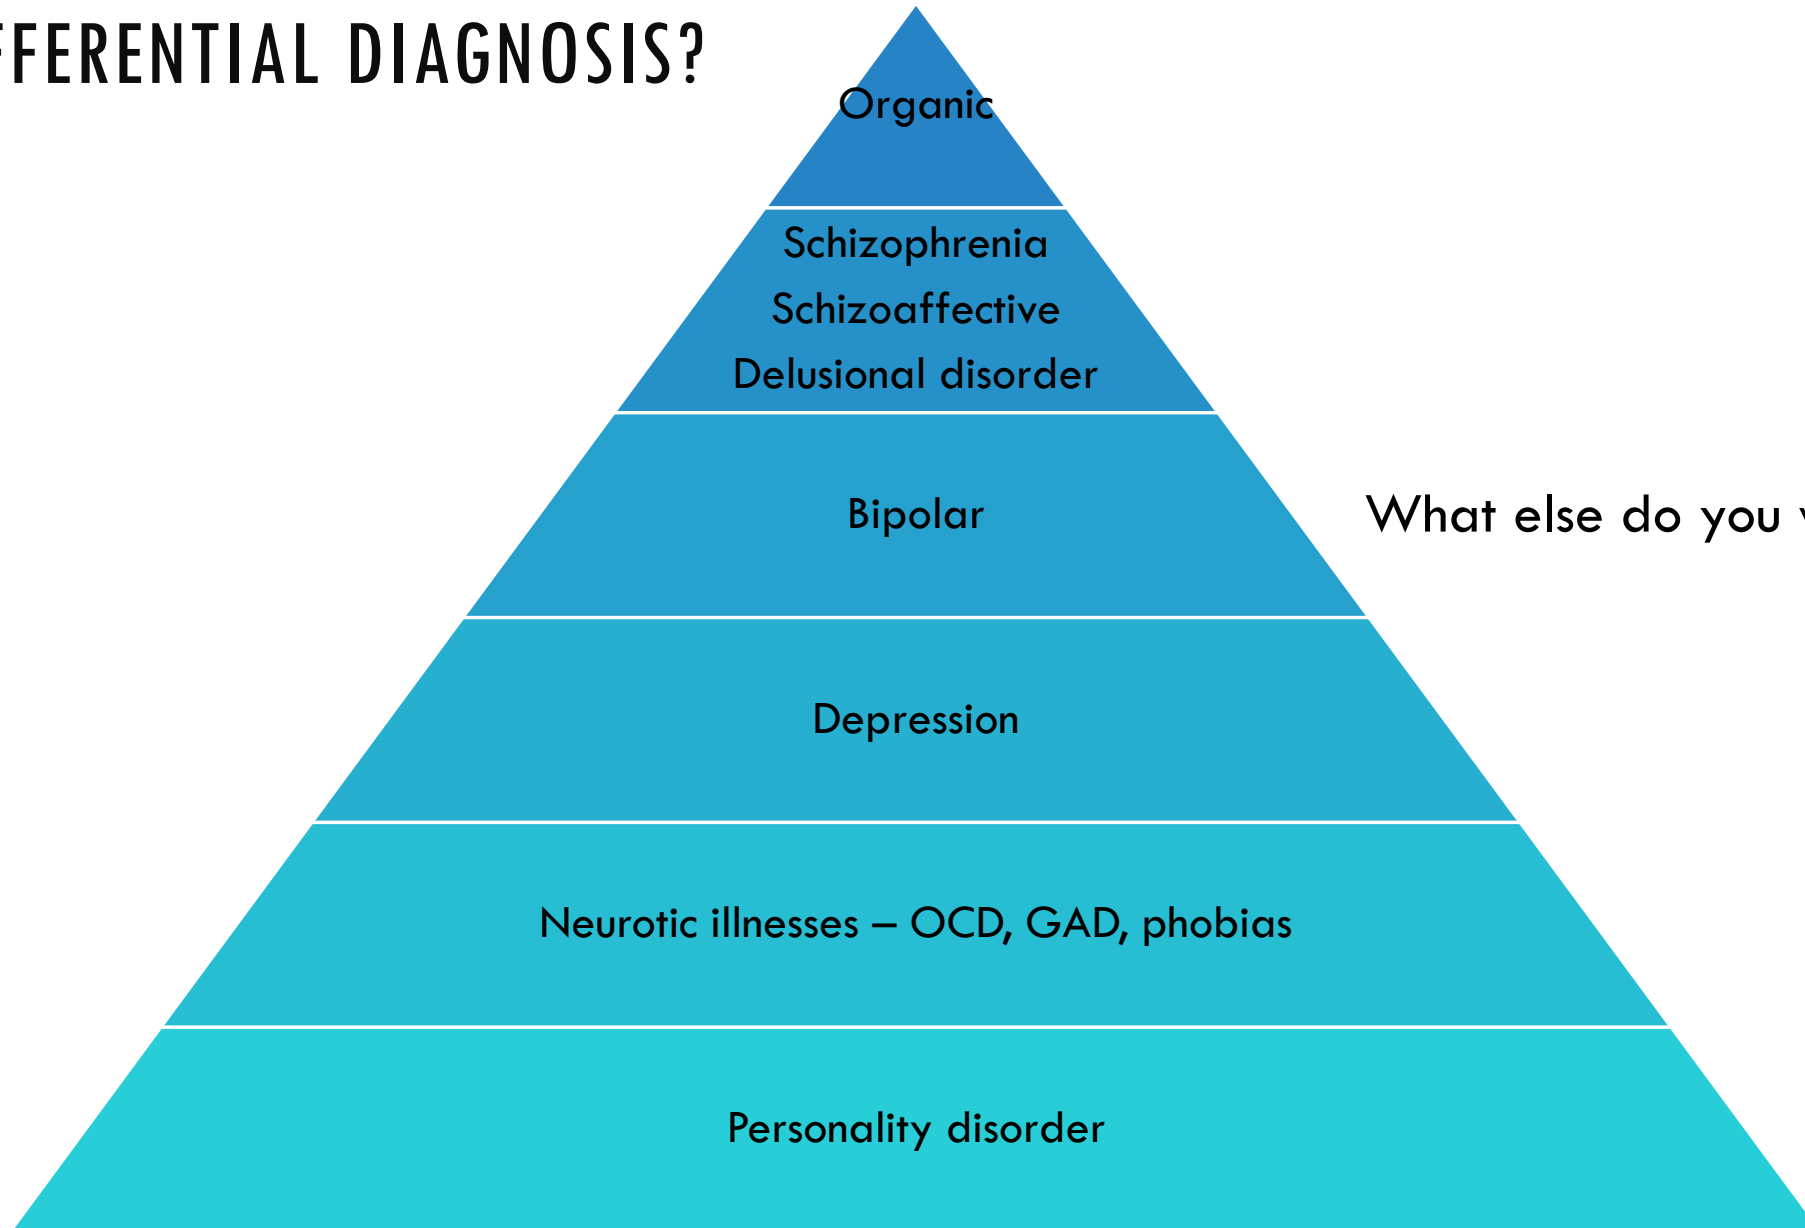 FFERENTIAL DIAGNOSIS?
Organic
Schizophrenia
Schizoaffective
Delusional disorder
Bipolar
What else do you
Depression
Neurotic illnesses – OCD, GAD, phobias
Personality disorder